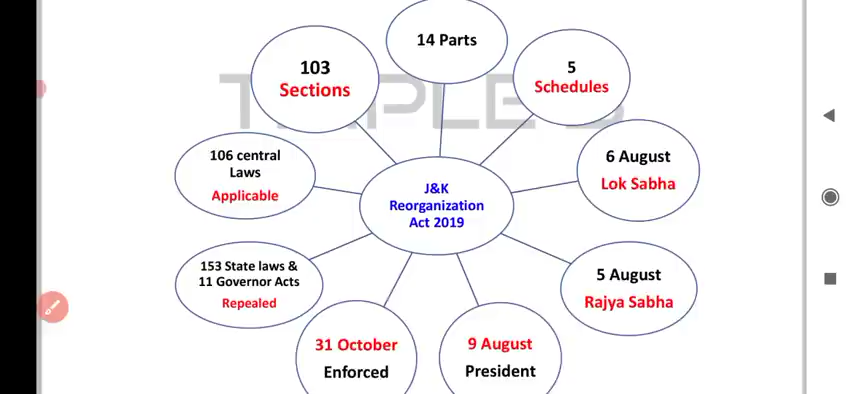 14 Parts
103
Sections
5
Schedules
106 central
Laws
Applicable
6 August
Lok Sabha
J&K
Reorganization
Act 2019
153 State laws &
11 Governor Acts
Repealed
5 August
Rajya Sabha
31 October
Enforced
9 August
President